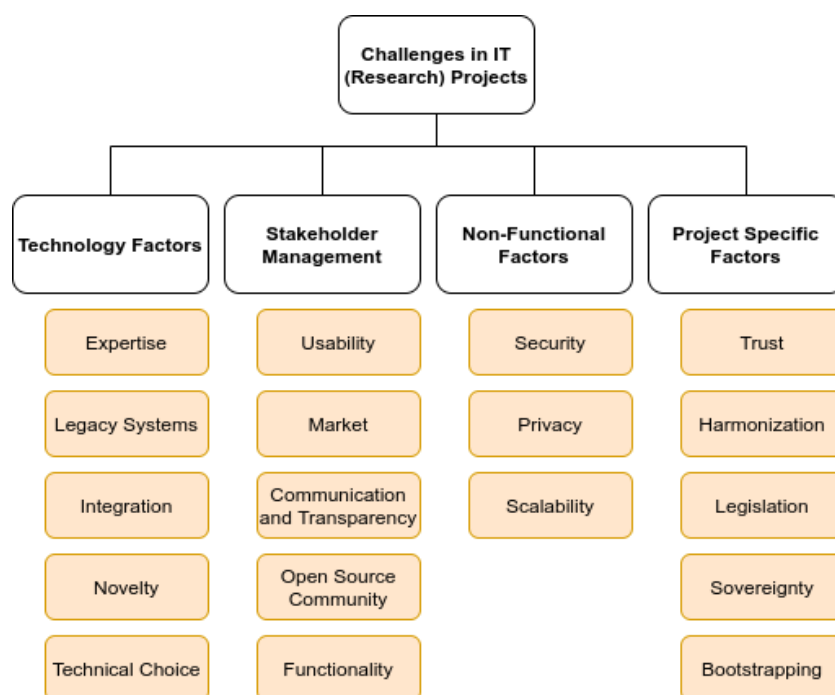 Challenges in IT
(Research) Projects
Technology Factors
Stakeholder
Management
Non-Functional
Factors
Project Specific
Factors
Expertise
Usability
Security
Trust
Legacy Systems
Market
Privacy
Harmonization
Integration
Communication
and Transparency
Scalability
Legislation
Novelty
Open Source
Community
Sovereignty
Technical Choice
Functionality
Bootstrapping